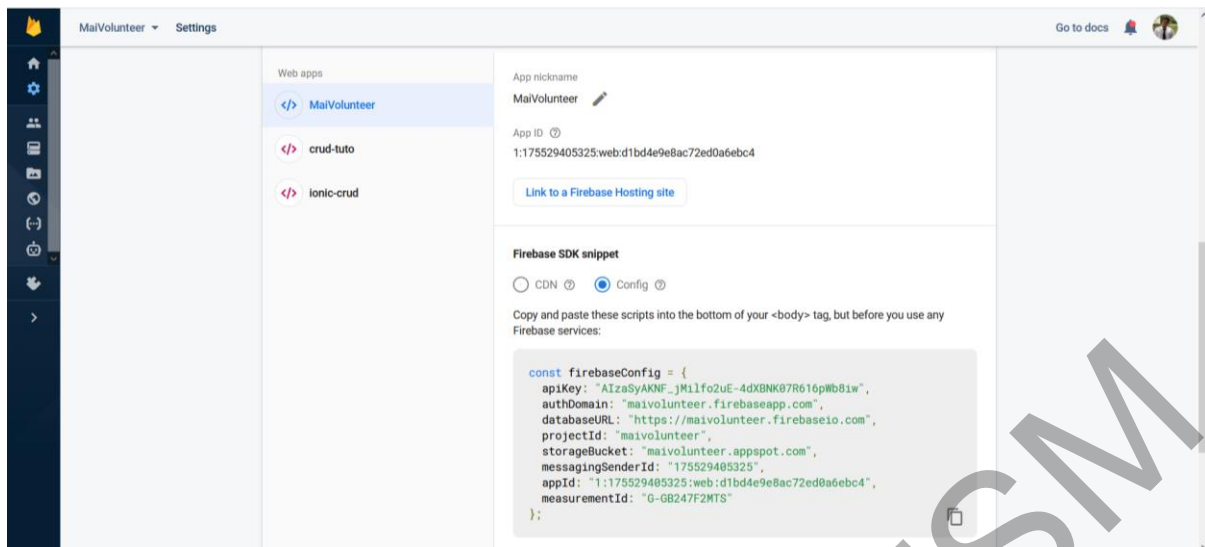 MaiVolunteer Settings Go to docs
Web apps
MaiVolunteer
crud-tuto
ionic-crud
App nickname
MaiVolunteer
App ID
1:175529405325:web:d1bd4e9e8ac72ed0a6ebc4
Link to a Firebase Hosting site
Firebase SDK snippet
CDN Config
Copy and paste these scripts into the bottom of your <body> tag, but before you use any
Firebase services:
const firebaseConfig = {
apiKey: "AIzaSyAKNF_jMilfo2uE-4dXBNK07R616pWb8iw",
authDomain: "maivolunteer.firebaseapp.com",
databaseURL: "https://maivolunteer.firebaseio.com",
projectId: "maivolunteer",
storageBucket: "maivolunteer.appspot.com",
messagingSenderId: "175529405325",
appId: "1:175529405325:web:d1bd4e9e8ac72ed0a6ebc4",
measurementId: "G-GB247F2MTS"
};
SM